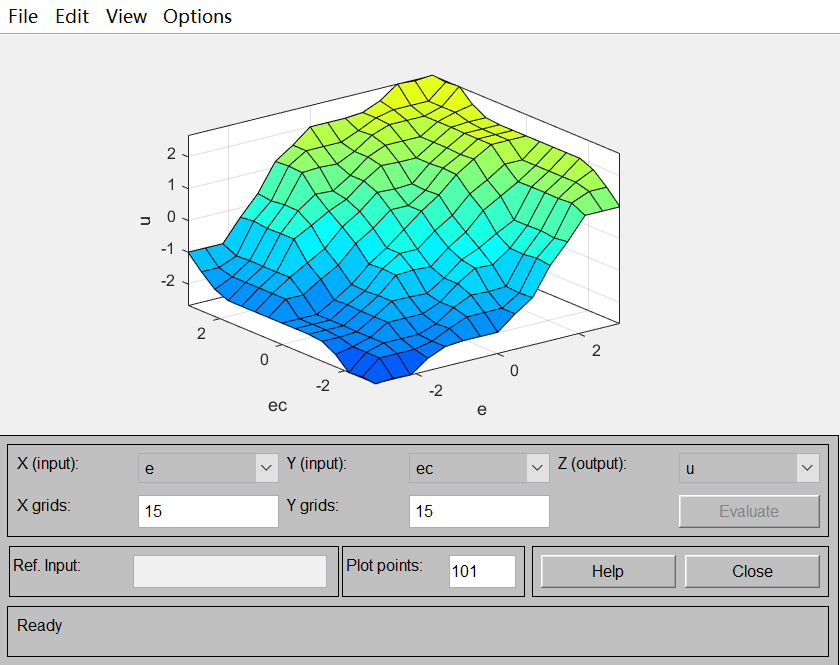 File Edit View Options
2
1
0
-1
-2
u
2
0
-2
ec
-2
0
2
e
X (input): e Y (input): ec Z (output): u
X grids: 15 Y grids: 15 Evaluate
Ref. Input: Plot points: 101 Help Close
Ready